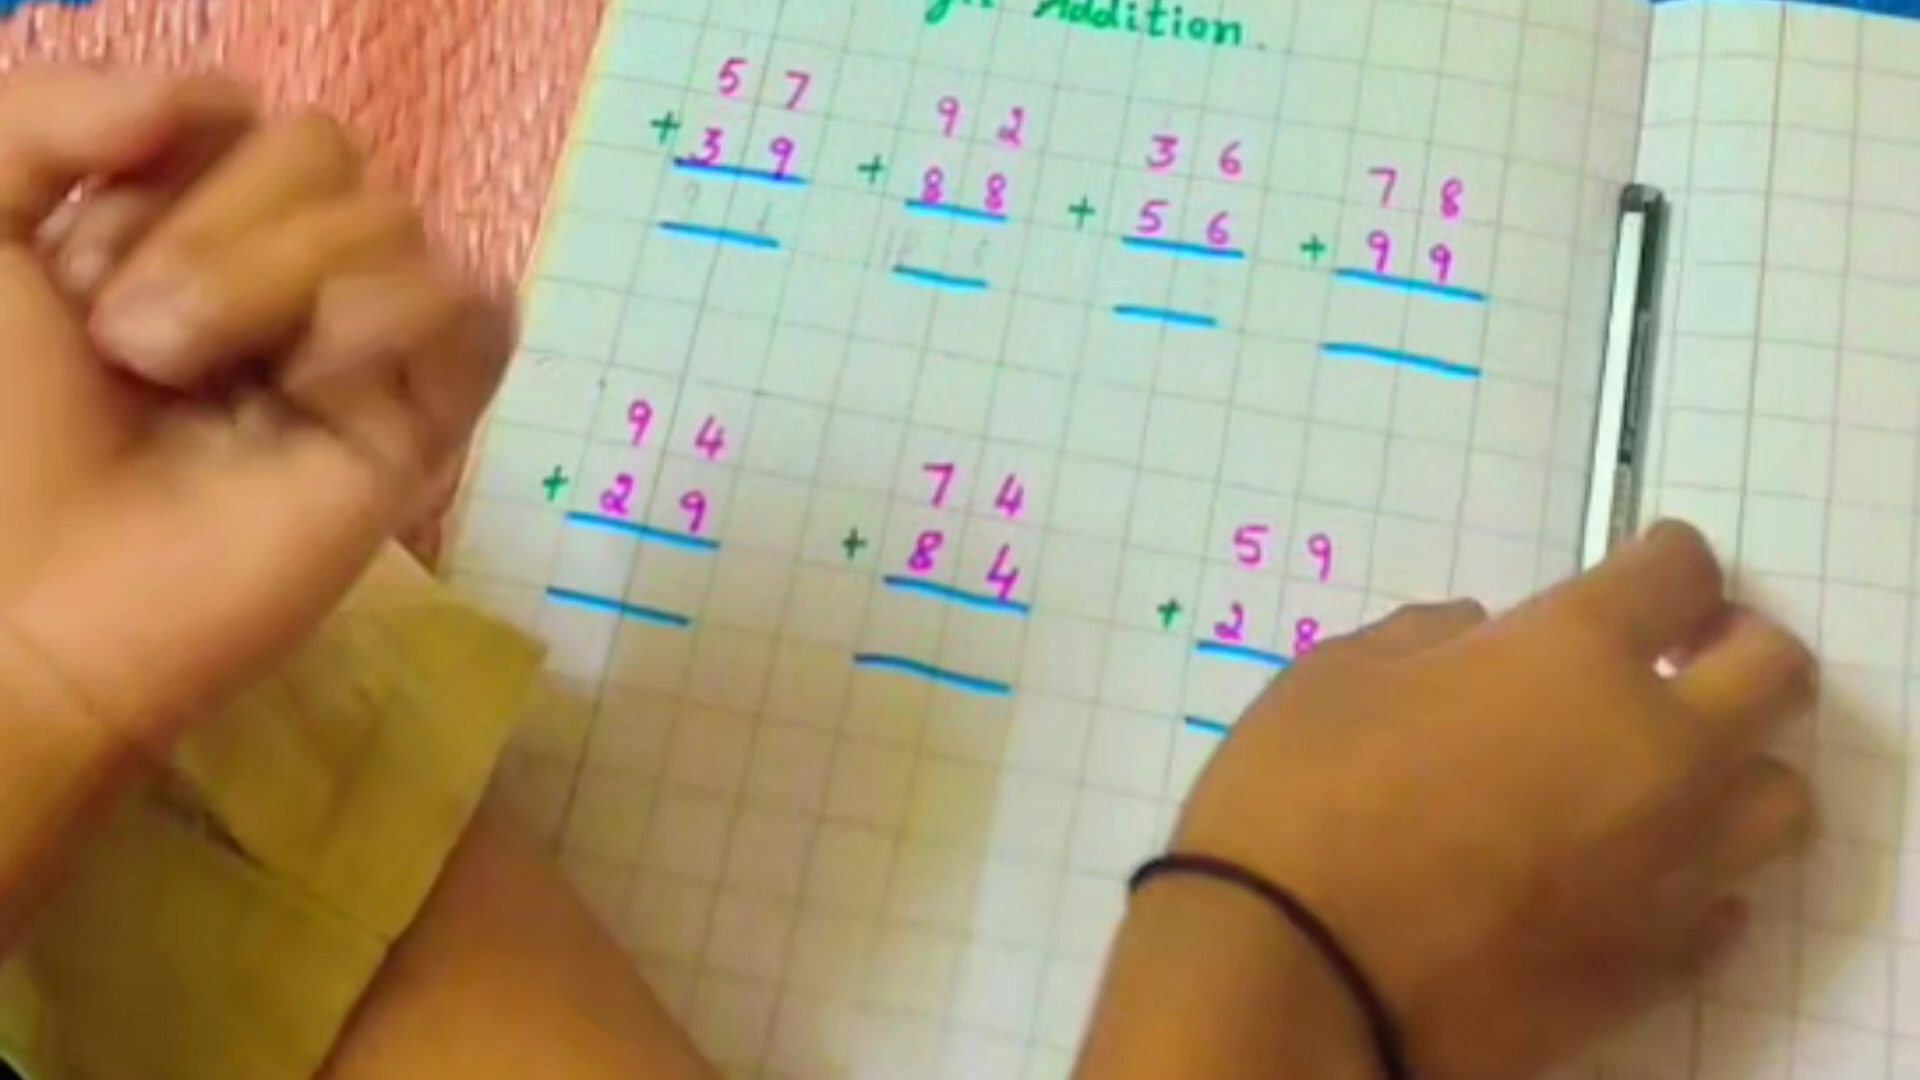 Addition.
5 7 9 2 3 6 7 8
+ 3 9 + 8 8 + 5 6 + 9 9
9 4 7 4 5 9
+ 2 9 + 8 4 + 2 8